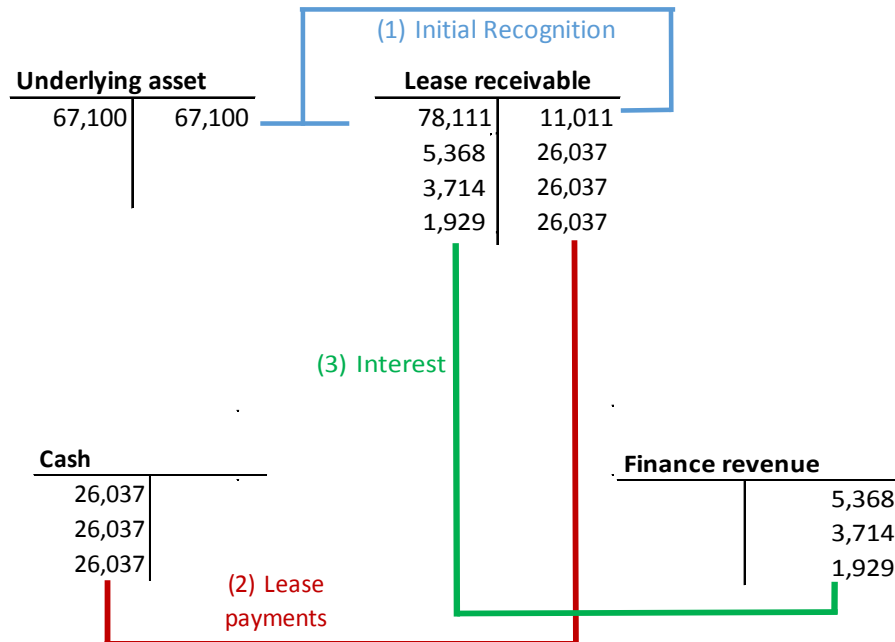 (1) Initial Recognition
Underlying asset
67,100 67,100
Lease receivable
78,111 11,011
5,368 26,037
3,714 26,037
1,929 26,037
(3) Interest
Cash
26,037
26,037
26,037
Finance revenue
5,368
3,714
1,929
(2) Lease
payments